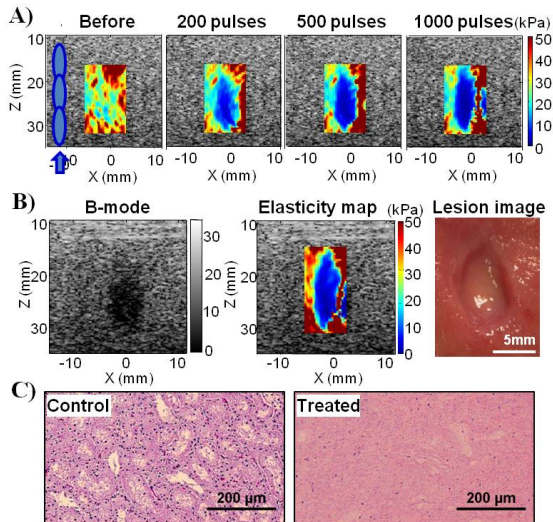 A) Before 200 pulses 500 pulses 1000 pulses (kPa)
10 50
20 40
30
20
30 10
0
Z (mm)
-10 0 10 -10 0 10 -10 0 10 -10 0 10
X (mm) X (mm) X (mm) X (mm)
B) B-mode Elasticity map (kPa) Lesion image
10 30 10 50
20 20 20 40
30
10 20
30 30 10
0 0
Z (mm) Z (mm)
-10 0 10 -10 0 10
X (mm) X (mm)
5mm
C) Control Treated
200 µm 200 µm